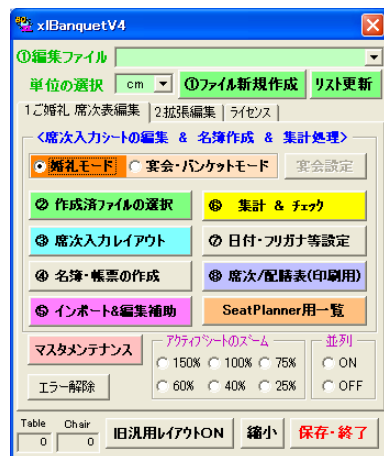 xlBanquetV4
①編集ファイル
単位の選択 cm ①ファイル新規作成 リスト更新
1ご婚礼 席次表編集 2拡張編集 ライセンス
<席次入力シートの編集 & 名簿作成 & 集計処理>
婚礼モード 宴会・バンケットモード 宴会設定
② 作成済ファイルの選択 ⑥ 集計 & チェック
③ 席次入力レイアウト ⑦ 日付・フリガナ等設定
④ 名簿・帳票の作成 ⑧ 席次/配膳表(印刷用)
⑤ インポート&編集補助 SeatPlanner用一覧
マスタメンテナンス アクティブシートのズーム 並列
150% 100% 75% ON
エラー解除 60% 40% 25% OFF
Table Chair
0 0 旧汎用レイアウトON 縮小 保存・終了